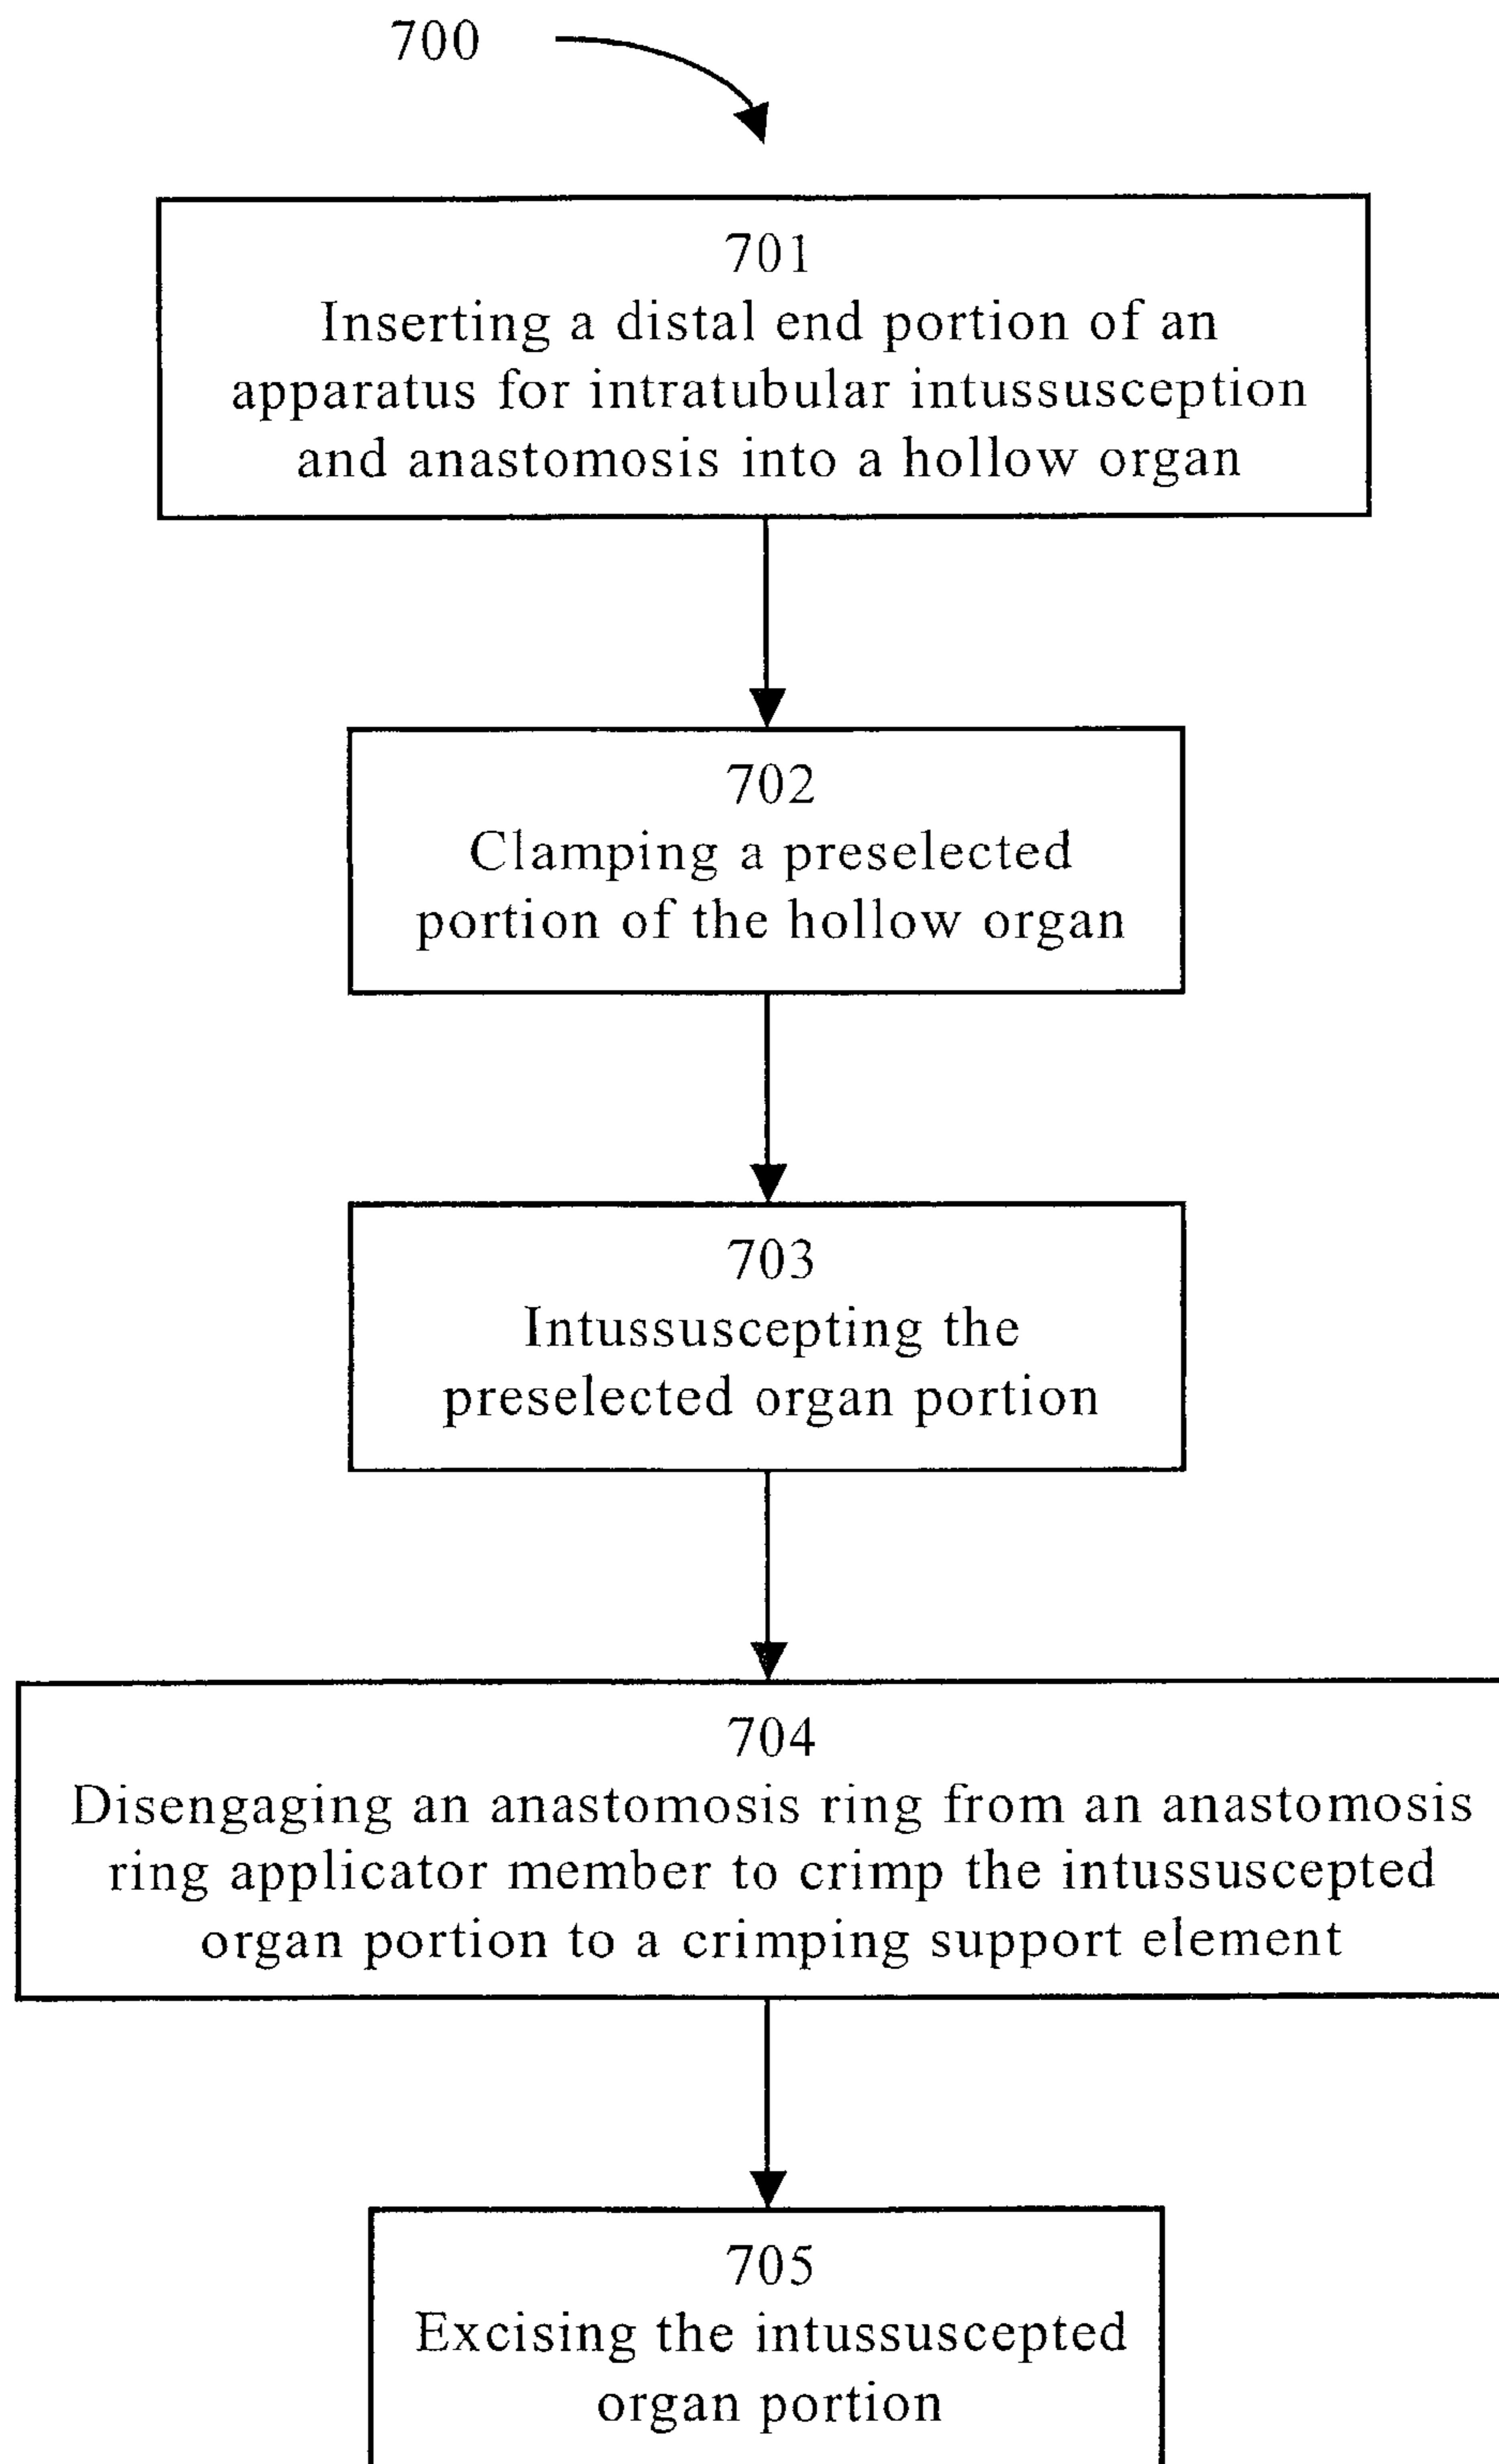 700
701
Inserting a distal end portion of an
apparatus for intratubular intussusception
and anastomosis into a hollow organ
702
Clamping a preselected
portion of the hollow organ
703
Intussuscepting the
preselected organ portion
704
Disengaging an anastomosis ring from an anastomosis
ring applicator member to crimp the intussuscepted
organ portion to a crimping support element
705
Excising the intussuscepted
organ portion